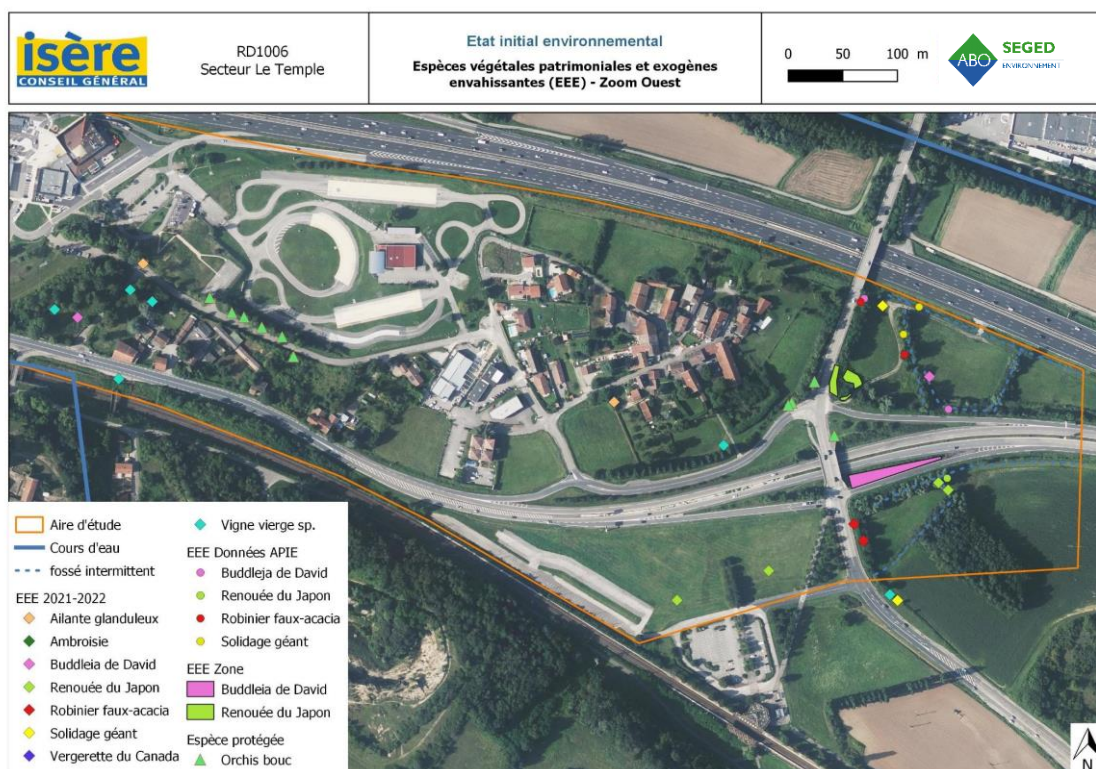 isère
CONSEIL GÉNÉRAL
RD1006
Secteur Le Temple
Etat initial environmental
Espèces végétales patrimoniales et exogènes
envahissantes (EEE) - Zoom Ouest
0 50 100 m
ABO
SEGED
ENVIRONNEMENT
Aire d'étude
Cours d'eau
fossé intermittent
EEE 2021-2022
Ailante glanduleux
Ambroisie
Buddleia de David
Renouée du Japon
Robinier faux-acacia
Solidage géant
Vergerette du Canada
Vigne vierge sp.
EEE Données APIE
Buddleja de David
Renouée du Japon
Robinier faux-acacia
Solidage géant
EEE Zone
Buddleia de David
Renouée du Japon
Espèce protégée
Orchis bouc
N